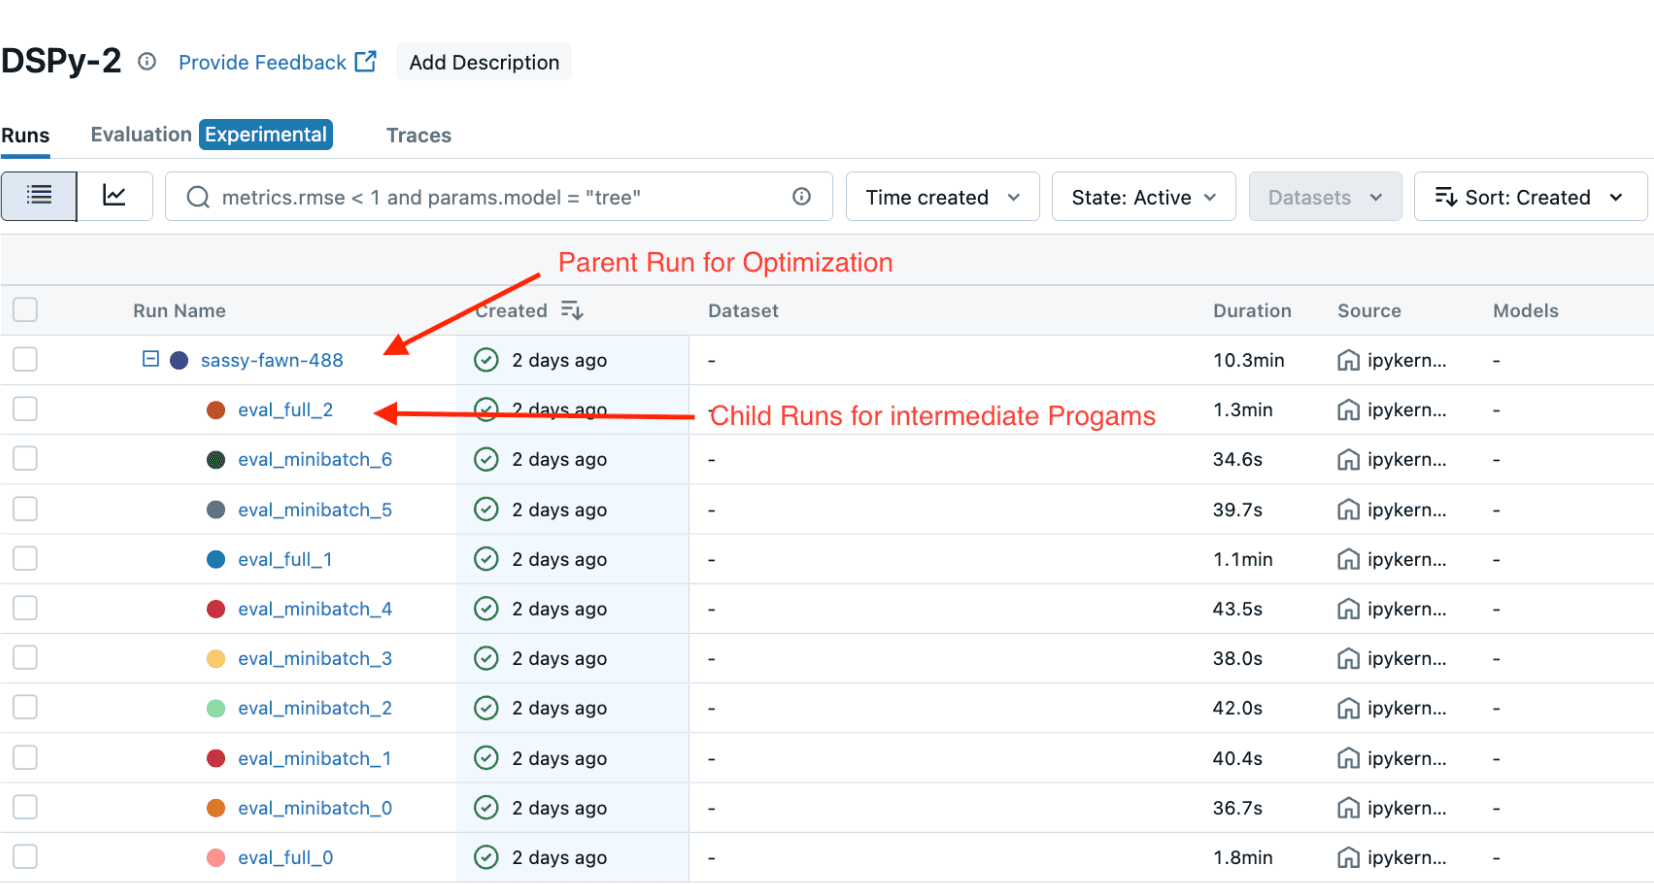 DSPy-2 Provide Feedback Add Description
Runs Evaluation Experimental Traces
metrics.rmse < 1 and params.model = "tree" Time created State: Active Datasets Sort: Created
Parent Run for Optimization
Run Name Created Dataset Duration Source Models
sassy-fawn-488 2 days ago - 10.3min ipykern... -
eval_full_2 2 days ago - Child Runs for intermediate Progams 1.3min ipykern... -
eval_minibatch_6 2 days ago - 34.6s ipykern... -
eval_minibatch_5 2 days ago - 39.7s ipykern... -
eval_full_1 2 days ago - 1.1min ipykern... -
eval_minibatch_4 2 days ago - 43.5s ipykern... -
eval_minibatch_3 2 days ago - 38.0s ipykern... -
eval_minibatch_2 2 days ago - 42.0s ipykern... -
eval_minibatch_1 2 days ago - 40.4s ipykern... -
eval_minibatch_0 2 days ago - 36.7s ipykern... -
eval_full_0 2 days ago - 1.8min ipykern... -